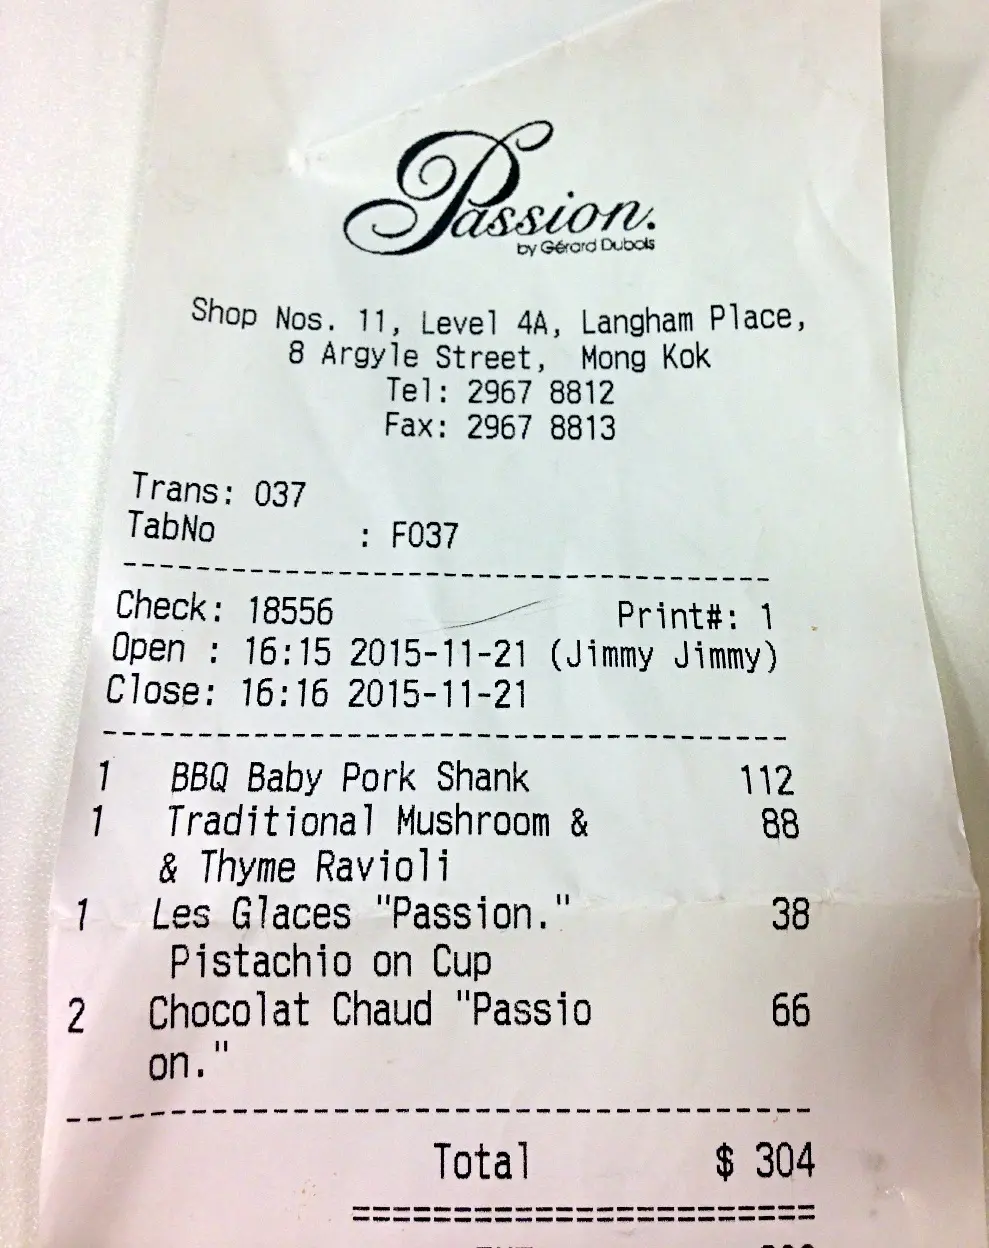 Passion.
by Gérard Dubois
Shop Nos. 11, Level 4A, Langham Place,
8 Argyle Street, Mong Kok
Tel: 2967 8812
Fax: 2967 8813
Trans: 037
TabNo : F037
Check: 18556 Print#: 1
Open : 16:15 2015-11-21 (Jimmy Jimmy)
Close: 16:16 2015-11-21
1 BBQ Baby Pork Shank 112
1 Traditional Mushroom & 88
& Thyme Ravioli
1 Les Glaces "Passion." 38
Pistachio on Cup
2 Chocolat Chaud "Passio 66
on."
Total $ 304